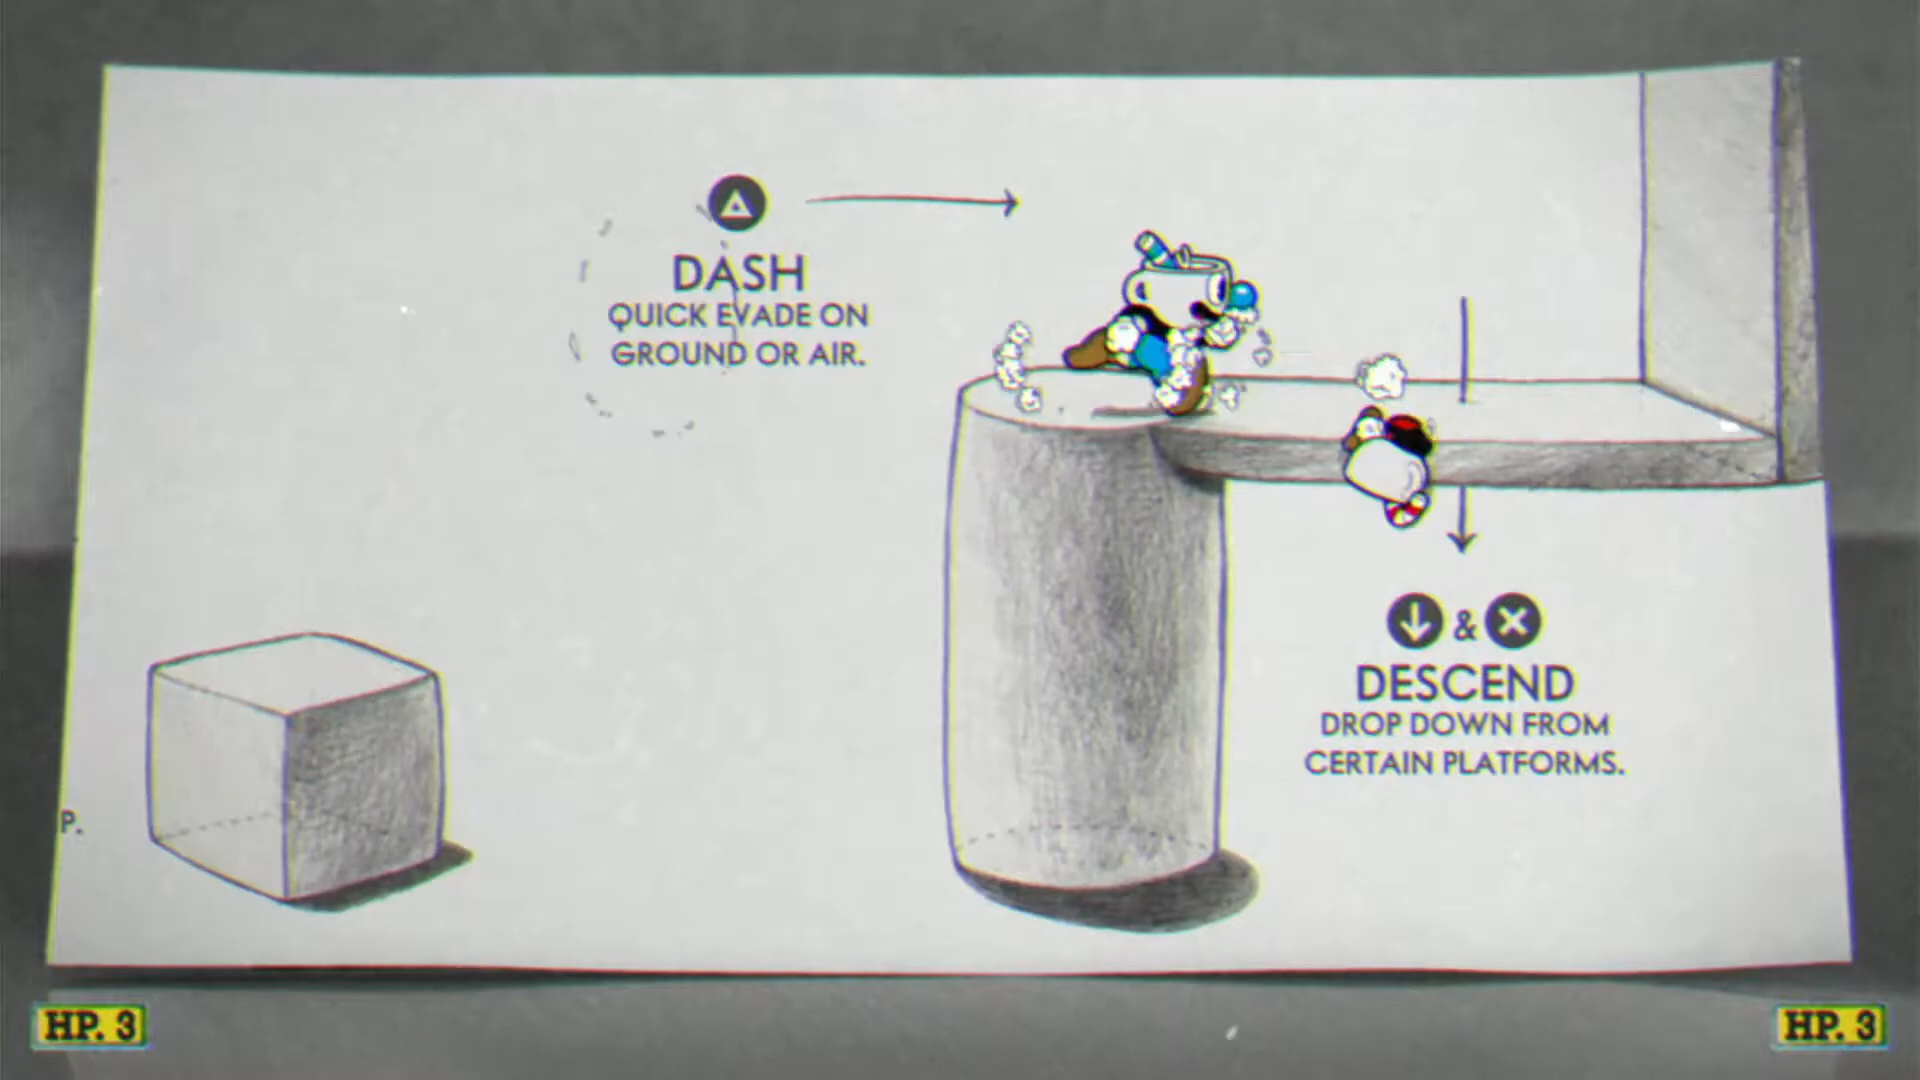 DASH
QUICK EVADE ON
GROUND OR AIR.
&
DESCEND
DROP DOWN FROM
CERTAIN PLATFORMS.
P.
HP. 3
HP. 3